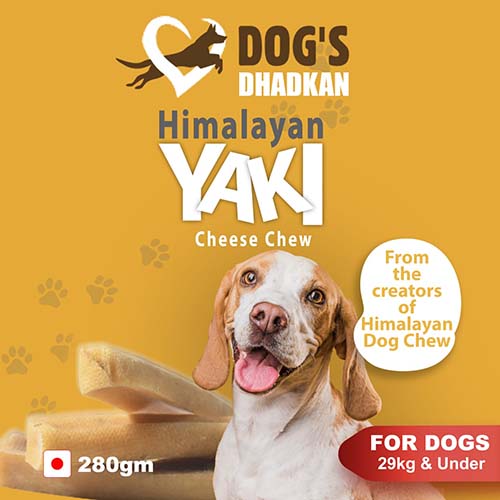 DOG'S
DHADKAN
Himalayan
YAKI
Cheese Chew
From
the
creators
of
Himalayan
Dog Chew
280gm
FOR DOGS
29kg & Under